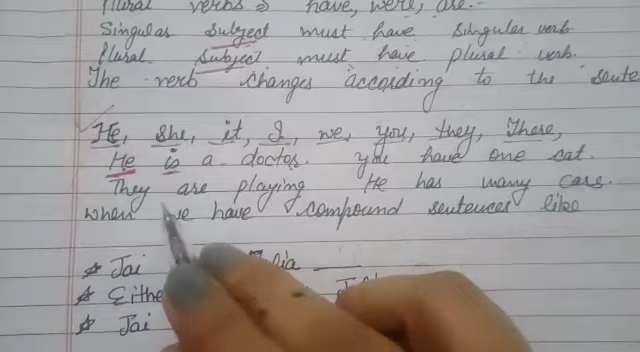 Plural verbs ⇒ have, were, are.
Singular subject must have singular verb.
Plural subject must have plural verb.
The verb changes according to the sente
He, she, it, I, we, you, they, There,
He is a doctor. you have one cat.
They are playing He has many cars.
when we have compound sentences like
Jai lia
Eithe
Jai